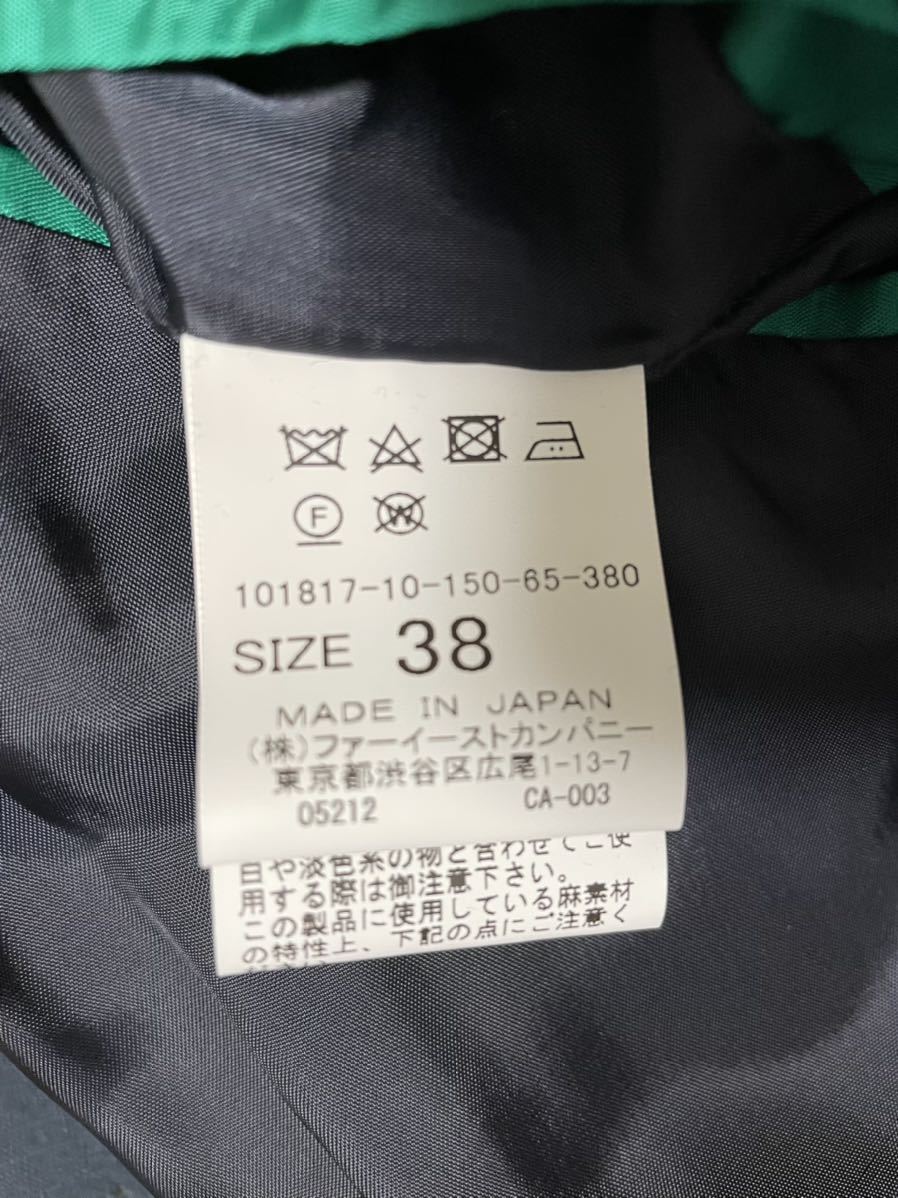 F W
101817-10-150-65-380
SIZE 38
MADE IN JAPAN
(株)ファーイーストカンパニー
東京都渋谷区広尾1-13-7
05212 CA-003
や淡色系の物と合わせてご使
用する際は御注意下さい。
この製品に使用している麻素材
の特性上、下記の点にご注意く